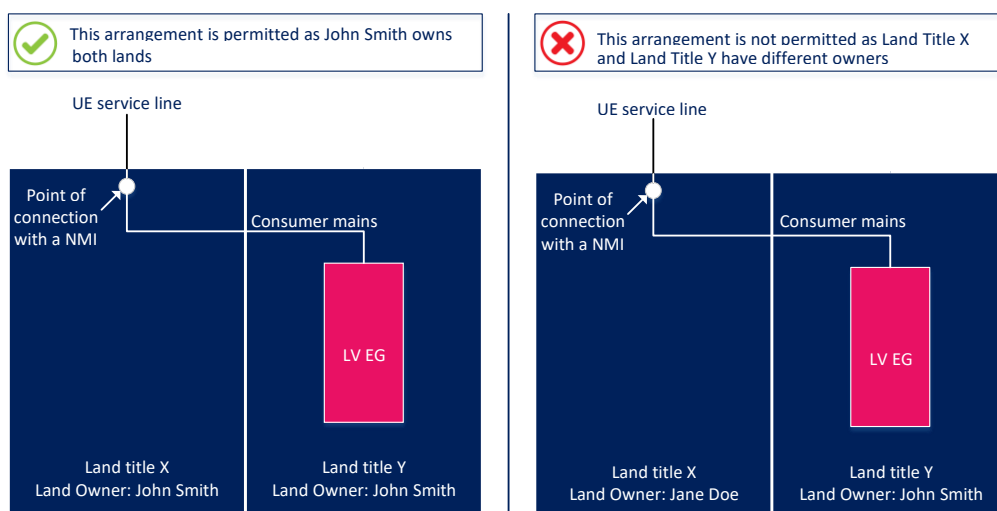 This arrangement is permitted as John Smith owns
both lands
UE service line
Point of
connection
with a NMI
Consumer mains
LV EG
Land title X
Land Owner: John Smith
Land title Y
Land Owner: John Smith
This arrangement is not permitted as Land Title X
and Land Title Y have different owners
UE service line
Point of
connection
with a NMI
Consumer mains
LV EG
Land title X
Land Owner: Jane Doe
Land title Y
Land Owner: John Smith